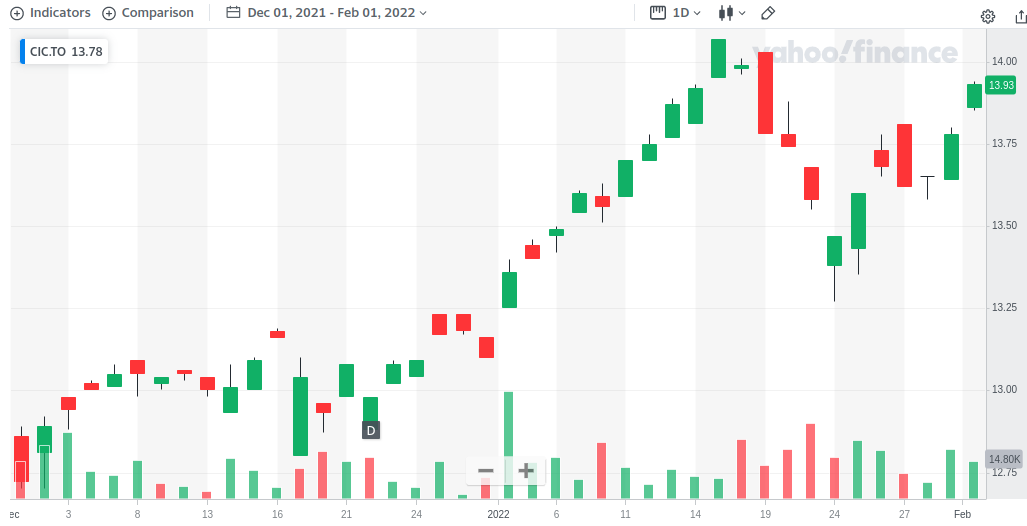 Indicators Comparison Dec 01, 2021 - Feb 01, 2022 1D
CIC.TO 13.78
yahoo!finance
14.00
13.93
13.75
13.50
13.25
13.00
D
14.80K
12.75
ec 3 8 13 16 21 24 2022 6 11 14 19 24 27 Feb